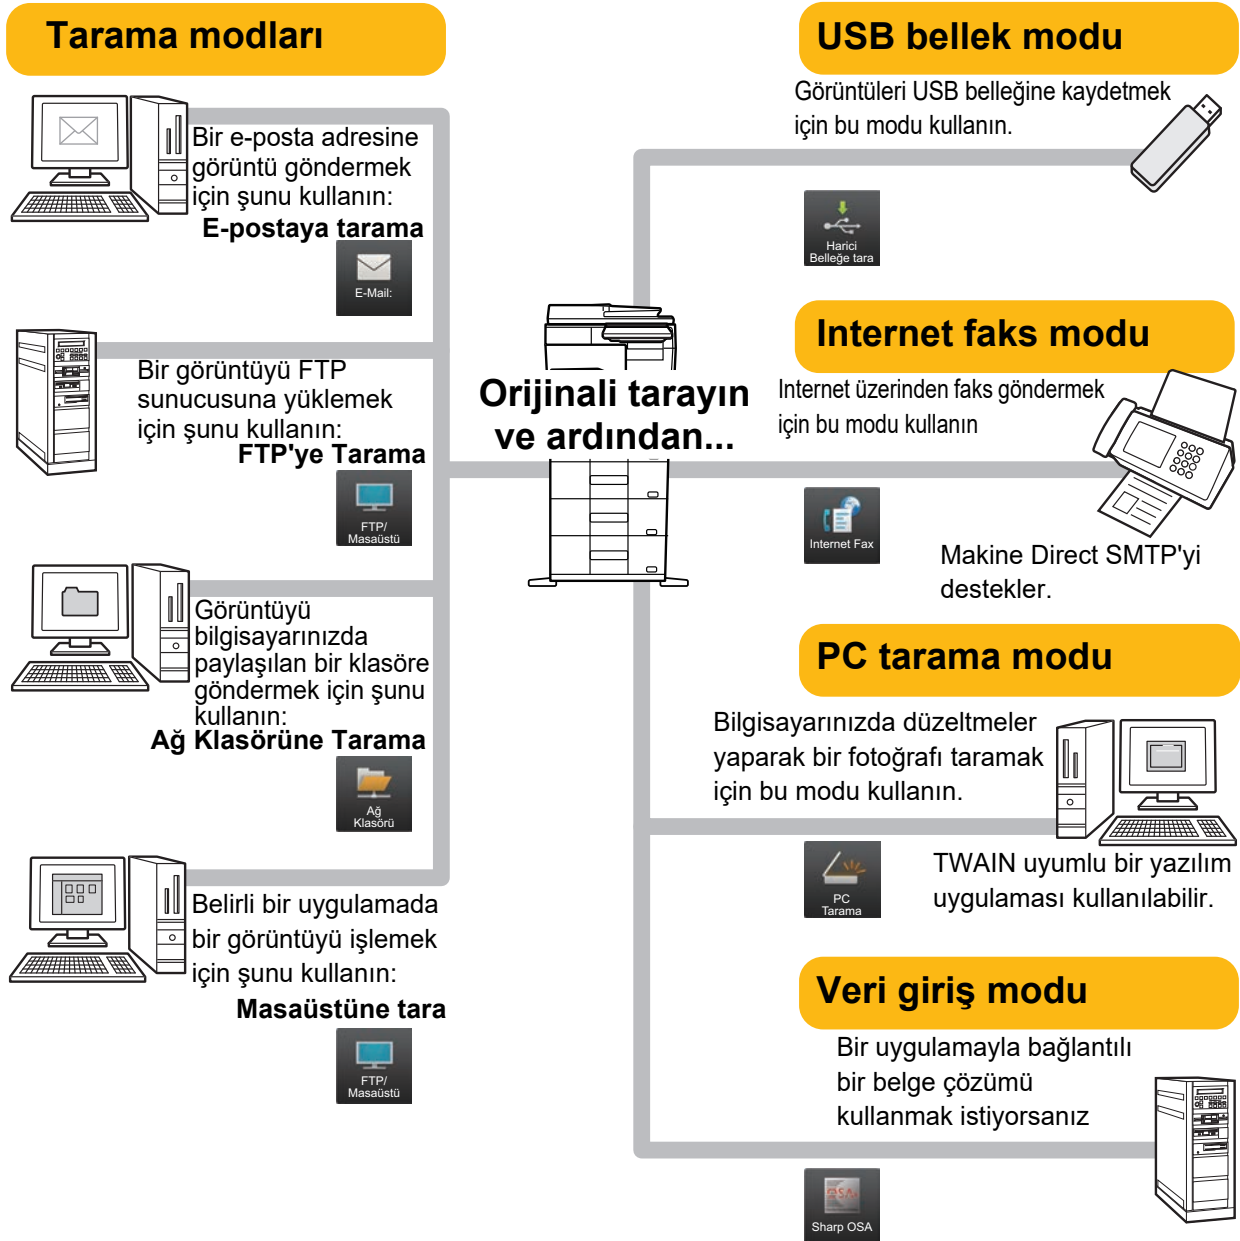 Tarama modları
Bir e-posta adresine
görüntü göndermek
için şunu kullanın:
E-postaya tarama
E-Mail:
Bir görüntüyü FTP
sunucusuna yüklemek
için şunu kullanın:
FTP'ye Tarama
FTP/
Masaüstü
Görüntüyü
bilgisayarınızda
paylaşılan bir klasöre
göndermek için şunu
kullanın:
Ağ Klasörüne Tarama
Ağ
Klasörü
Belirli bir uygulamada
bir görüntüyü işlemek
için şunu kullanın:
Masaüstüne tara
FTP/
Masaüstü
Orijinali tarayın
ve ardından...
USB bellek modu
Görüntüleri USB belleğine kaydetmek
için bu modu kullanın.
Harici
Belleğe tara
Internet faks modu
Internet üzerinden faks göndermek
için bu modu kullanın
Internet Fax
Makine Direct SMTP'yi
destekler.
PC tarama modu
Bilgisayarınızda düzeltmeler
yaparak bir fotoğrafı taramak
için bu modu kullanın.
PC
Tarama
TWAIN uyumlu bir yazılım
uygulaması kullanılabilir.
Veri giriş modu
Bir uygulamayla bağlantılı
bir belge çözümü
kullanmak istiyorsanız
Sharp OSA